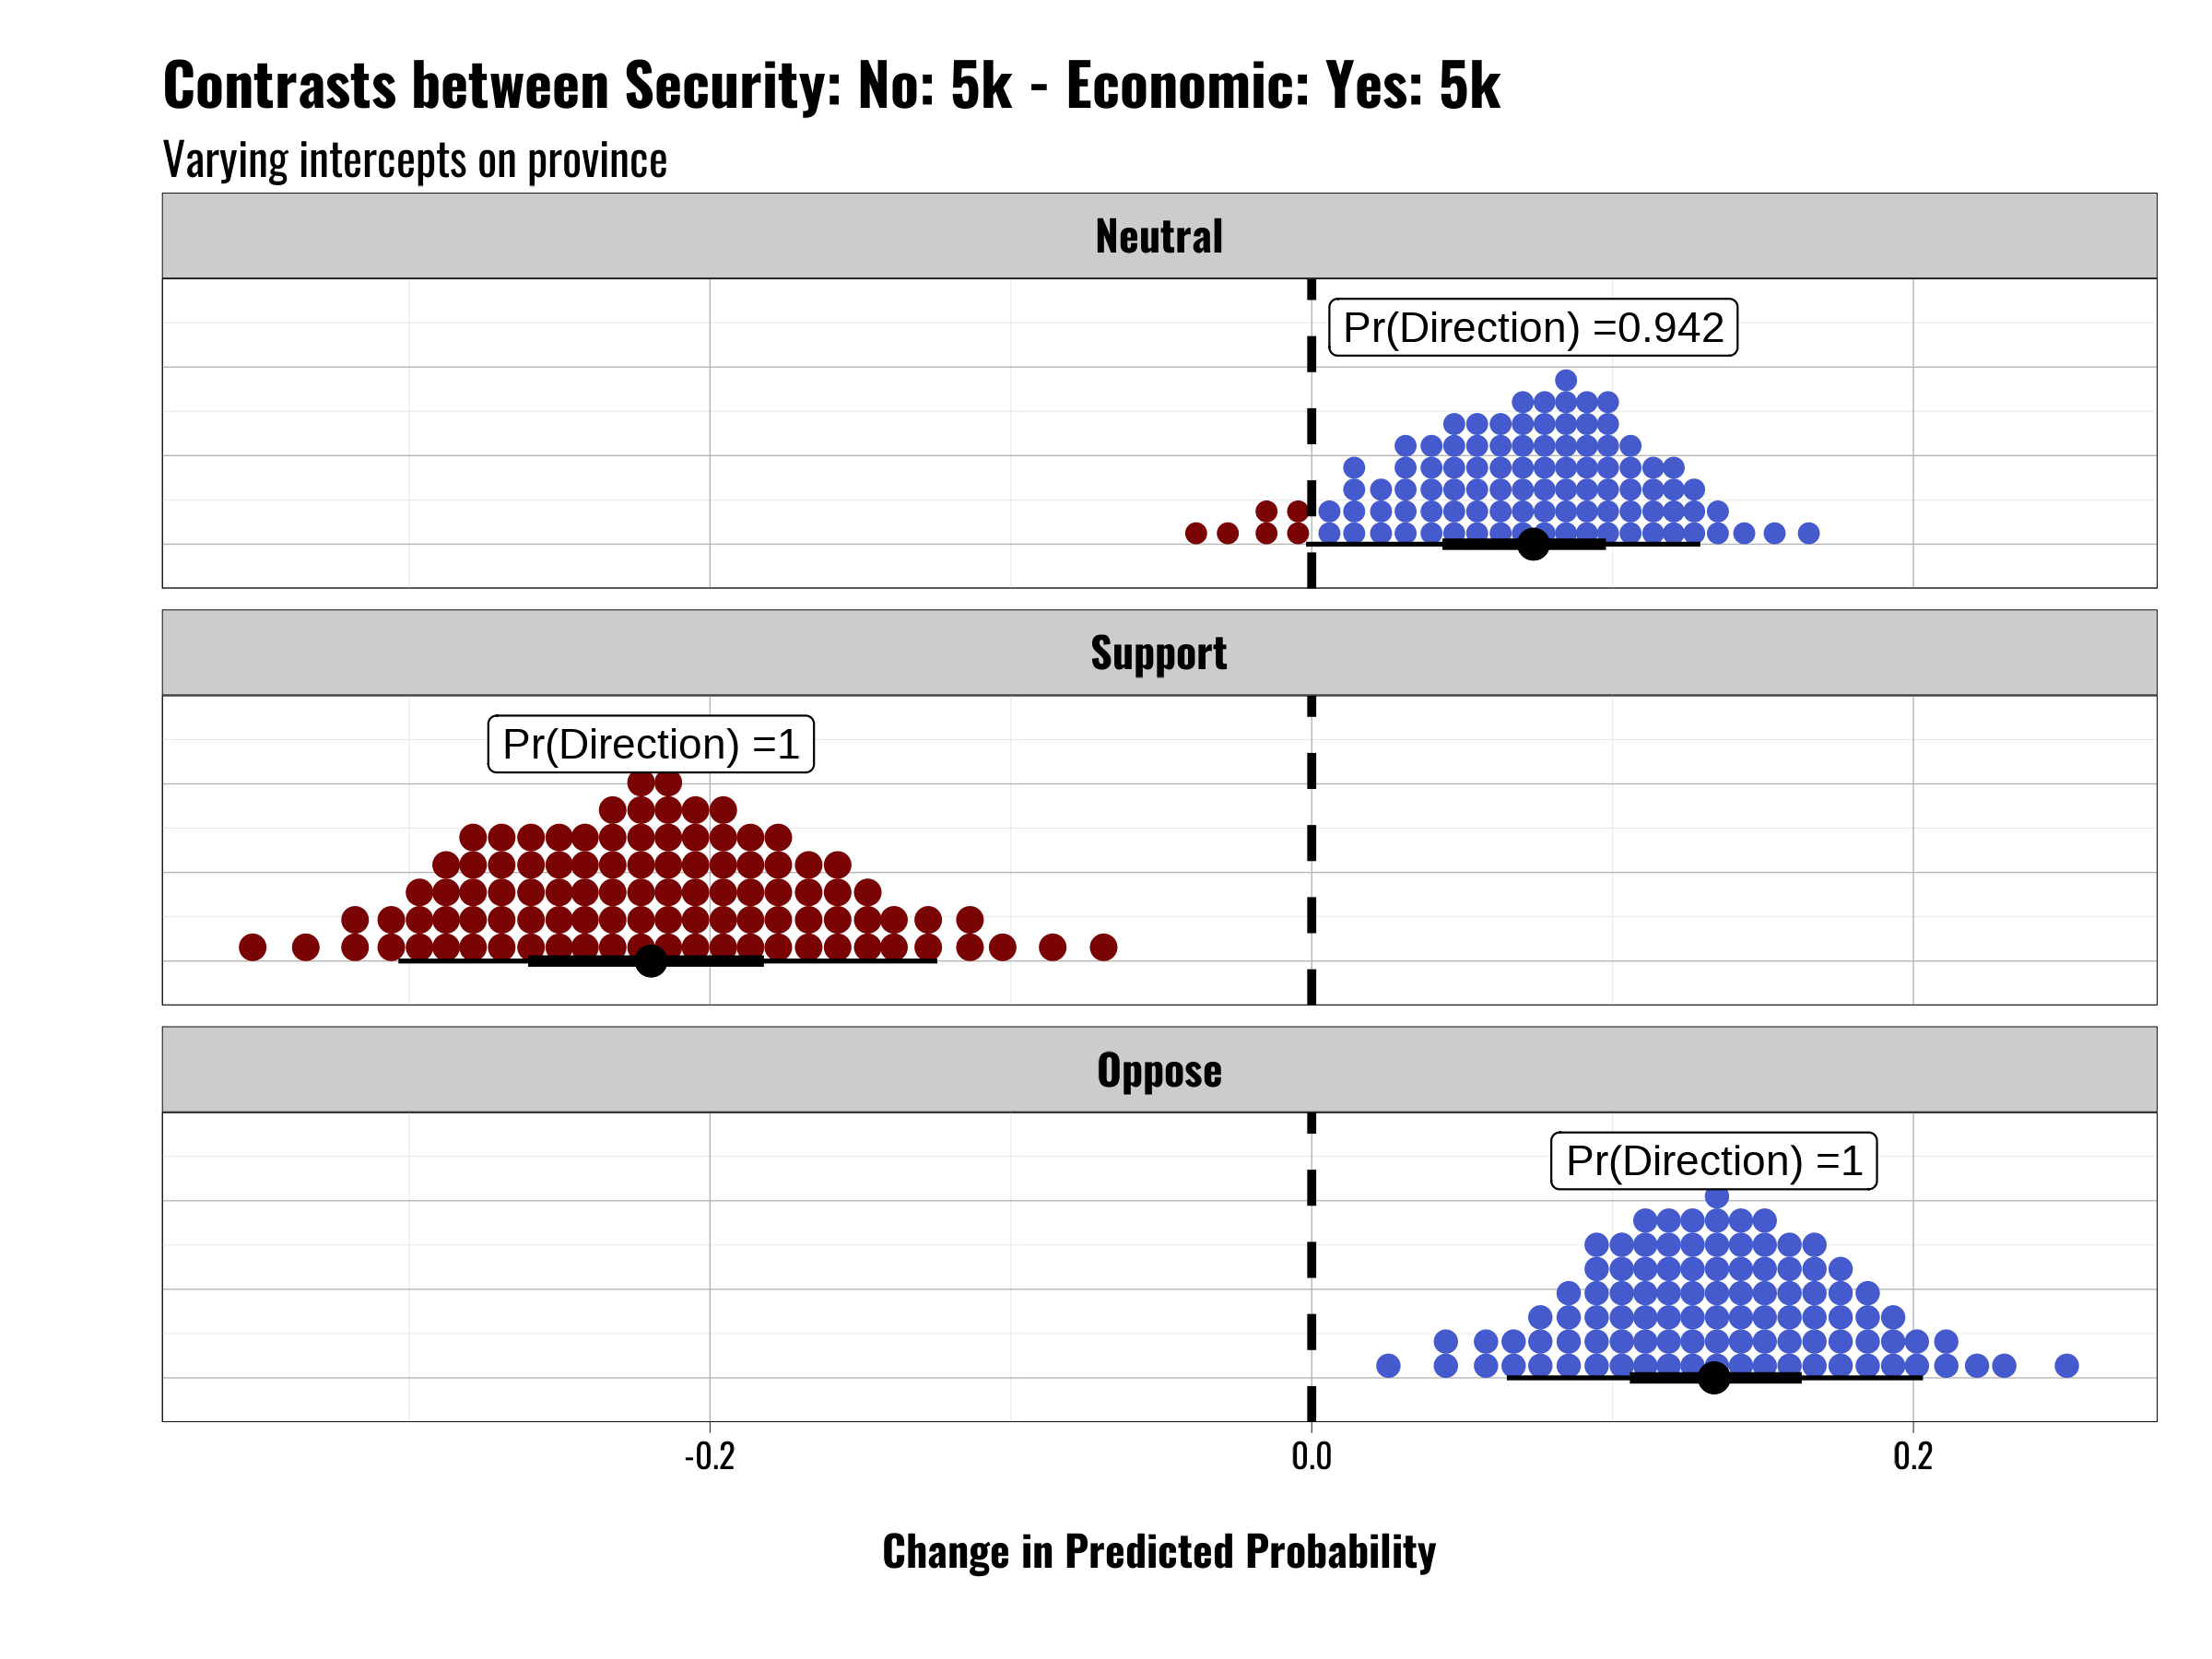 Contrasts between Security: No: 5k - Economic: Yes: 5k
Varying intercepts on province
Neutral
Pr(Direction) =0.942
Support
Pr(Direction) =1
Oppose
Pr(Direction) =1
-0.2 0.0 0.2
Change in Predicted Probability